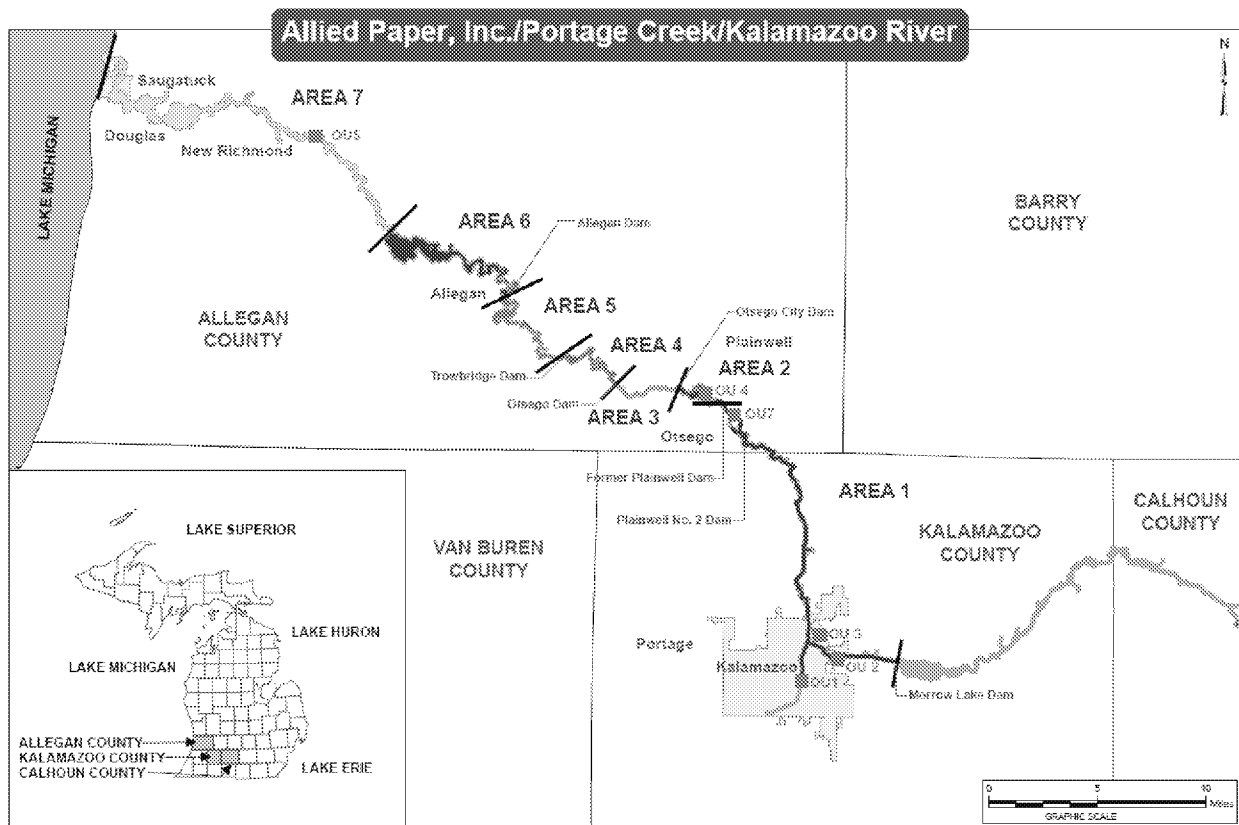 Allied Paper, Inc./Portage Creek/Kalamazoo River
N
Saugatuck
AREA 7
Douglas
New Richmond
OU5
LAKE MICHIGAN
BARRY
COUNTY
AREA 6
Allegan Dam
Allegan
AREA 5
Otsego City Dam
ALLEGAN
COUNTY
Plainwell
AREA 4
AREA 2
Trowbridge Dam
OU 4
Otsego Dam
AREA 3
OU7
Otsego
Former Plainwell Dam
AREA 1
Plainwell No. 2 Dam
CALHOUN
COUNTY
VAN BUREN
COUNTY
KALAMAZOO
COUNTY
LAKE SUPERIOR
LAKE HURON
LAKE MICHIGAN
Portage
OU 3
Kalamazoo
OU 2
OU1
Morrow Lake Dam
ALLEGAN COUNTY
KALAMAZOO COUNTY
CALHOUN COUNTY
LAKE ERIE
0 5 10
Miles
GRAPHIC SCALE